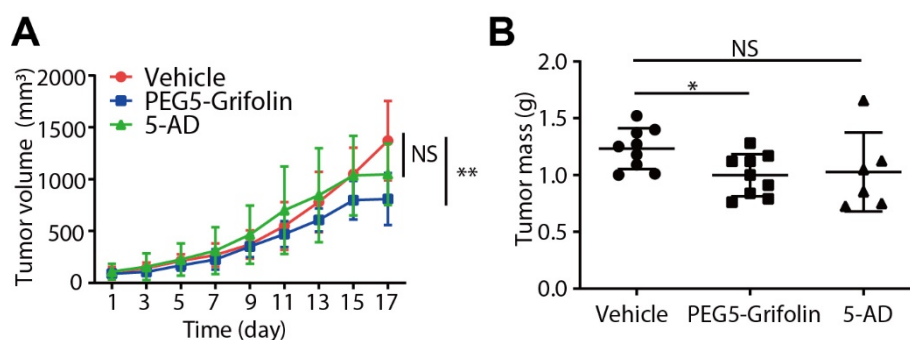 A
Vehicle
PEG5-Grifolin
5-AD
Tumor volume (mm³)
2000
1500
1000
500
0
NS
**
1 3 5 7 9 11 13 15 17
Time (day)
B
NS
*
Tumor mass (g)
2.0
1.5
1.0
0.5
0.0
Vehicle PEG5-Grifolin 5-AD